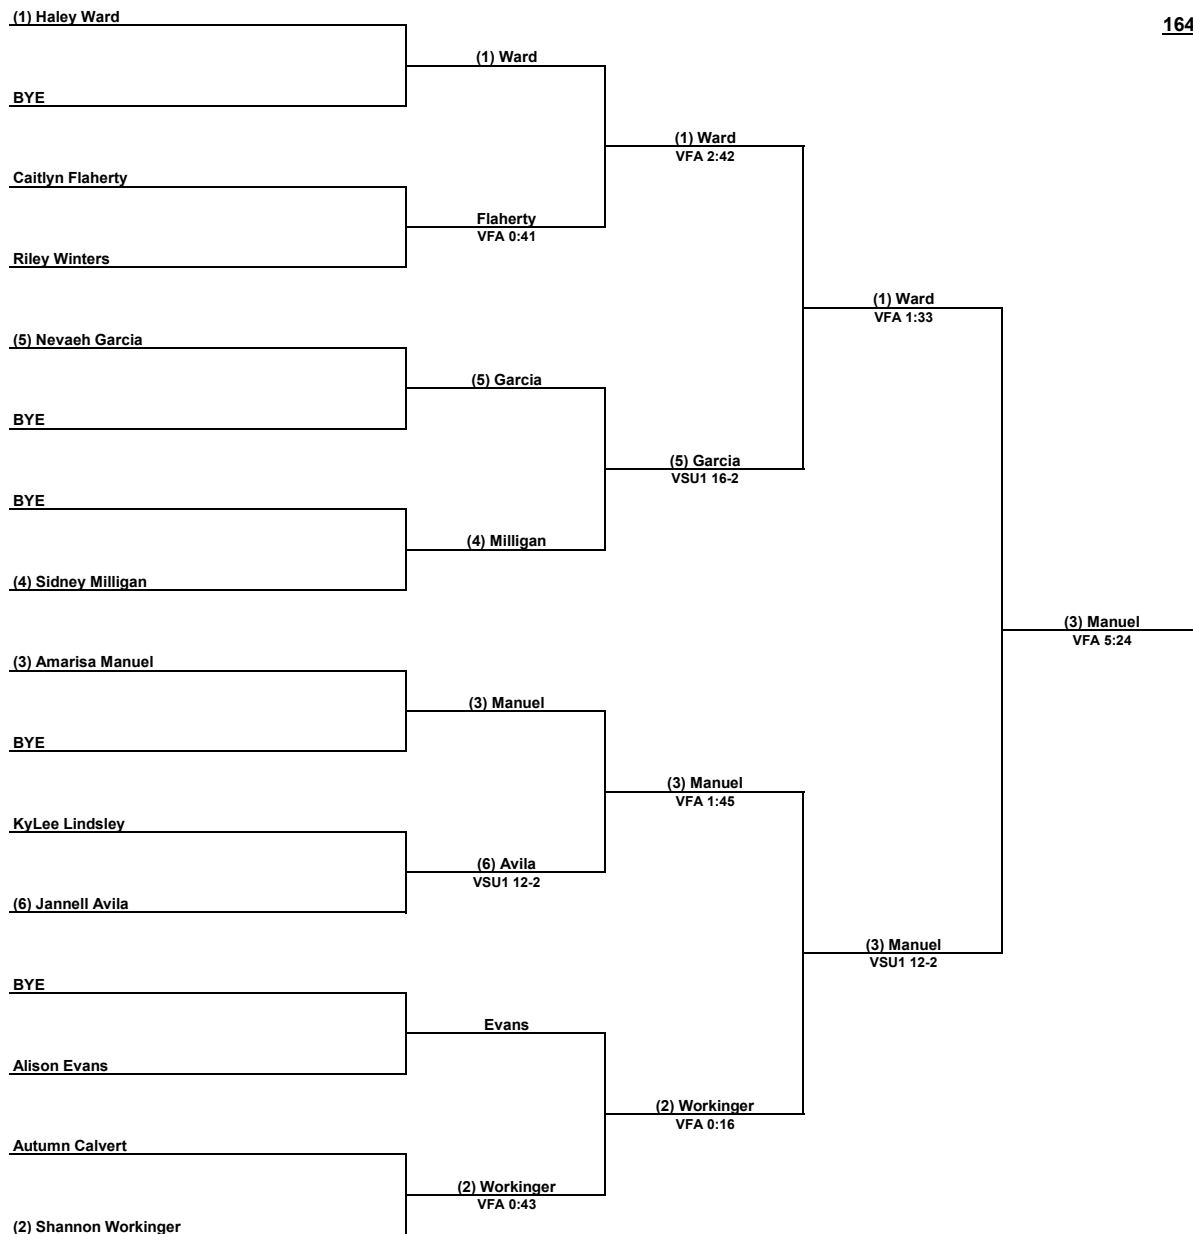 (1) Haley Ward
164
(1) Ward
BYE
(1) Ward
VFA 2:42
Caitlyn Flaherty
Flaherty
VFA 0:41
Riley Winters
(1) Ward
VFA 1:33
(5) Nevaeh Garcia
(5) Garcia
BYE
(5) Garcia
VSU1 16-2
BYE
(4) Milligan
(4) Sidney Milligan
(3) Manuel
VFA 5:24
(3) Amarisa Manuel
(3) Manuel
BYE
(3) Manuel
VFA 1:45
KyLee Lindsley
(6) Avila
VSU1 12-2
(6) Jannell Avila
(3) Manuel
VSU1 12-2
BYE
Evans
Alison Evans
(2) Workinger
VFA 0:16
Autumn Calvert
(2) Workinger
VFA 0:43
(2) Shannon Workinger